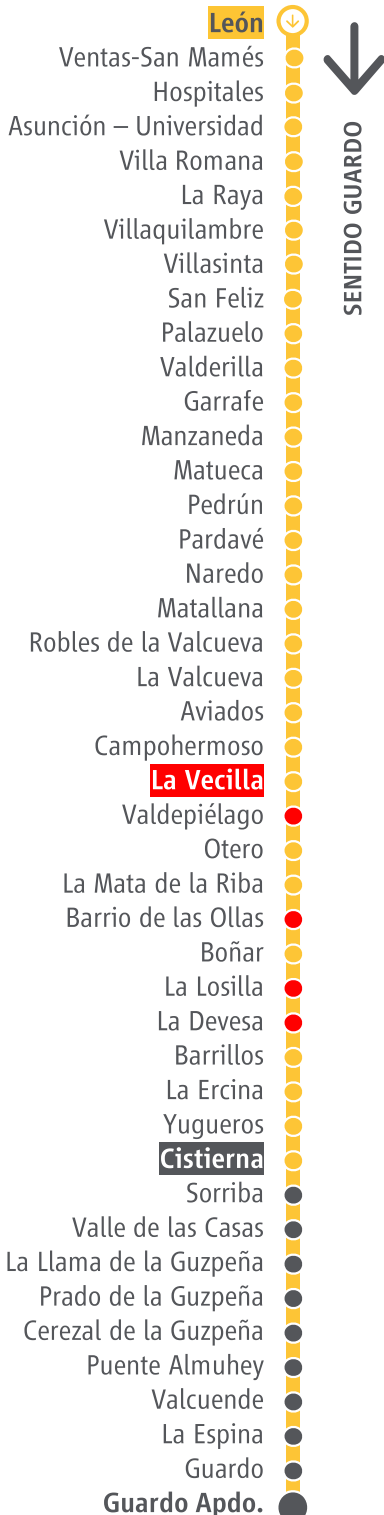 León
Ventas-San Mamés
Hospitales
Asunción – Universidad
Villa Romana
La Raya
Villaquilambre
Villasinta
San Feliz
Palazuelo
Valderilla
Garrafe
Manzaneda
Matueca
Pedrún
Pardavé
Naredo
Matallana
Robles de la Valcueva
La Valcueva
Aviados
Campohermoso
La Vecilla
Valdepiélago
Otero
La Mata de la Riba
Barrio de las Ollas
Boñar
La Losilla
La Devesa
Barrillos
La Ercina
Yugueros
Cistierna
Sorriba
Valle de las Casas
La Llama de la Guzpeña
Prado de la Guzpeña
Cerezal de la Guzpeña
Puente Almuhey
Valcuende
La Espina
Guardo
Guardo Apdo.
SENTIDO GUARDO